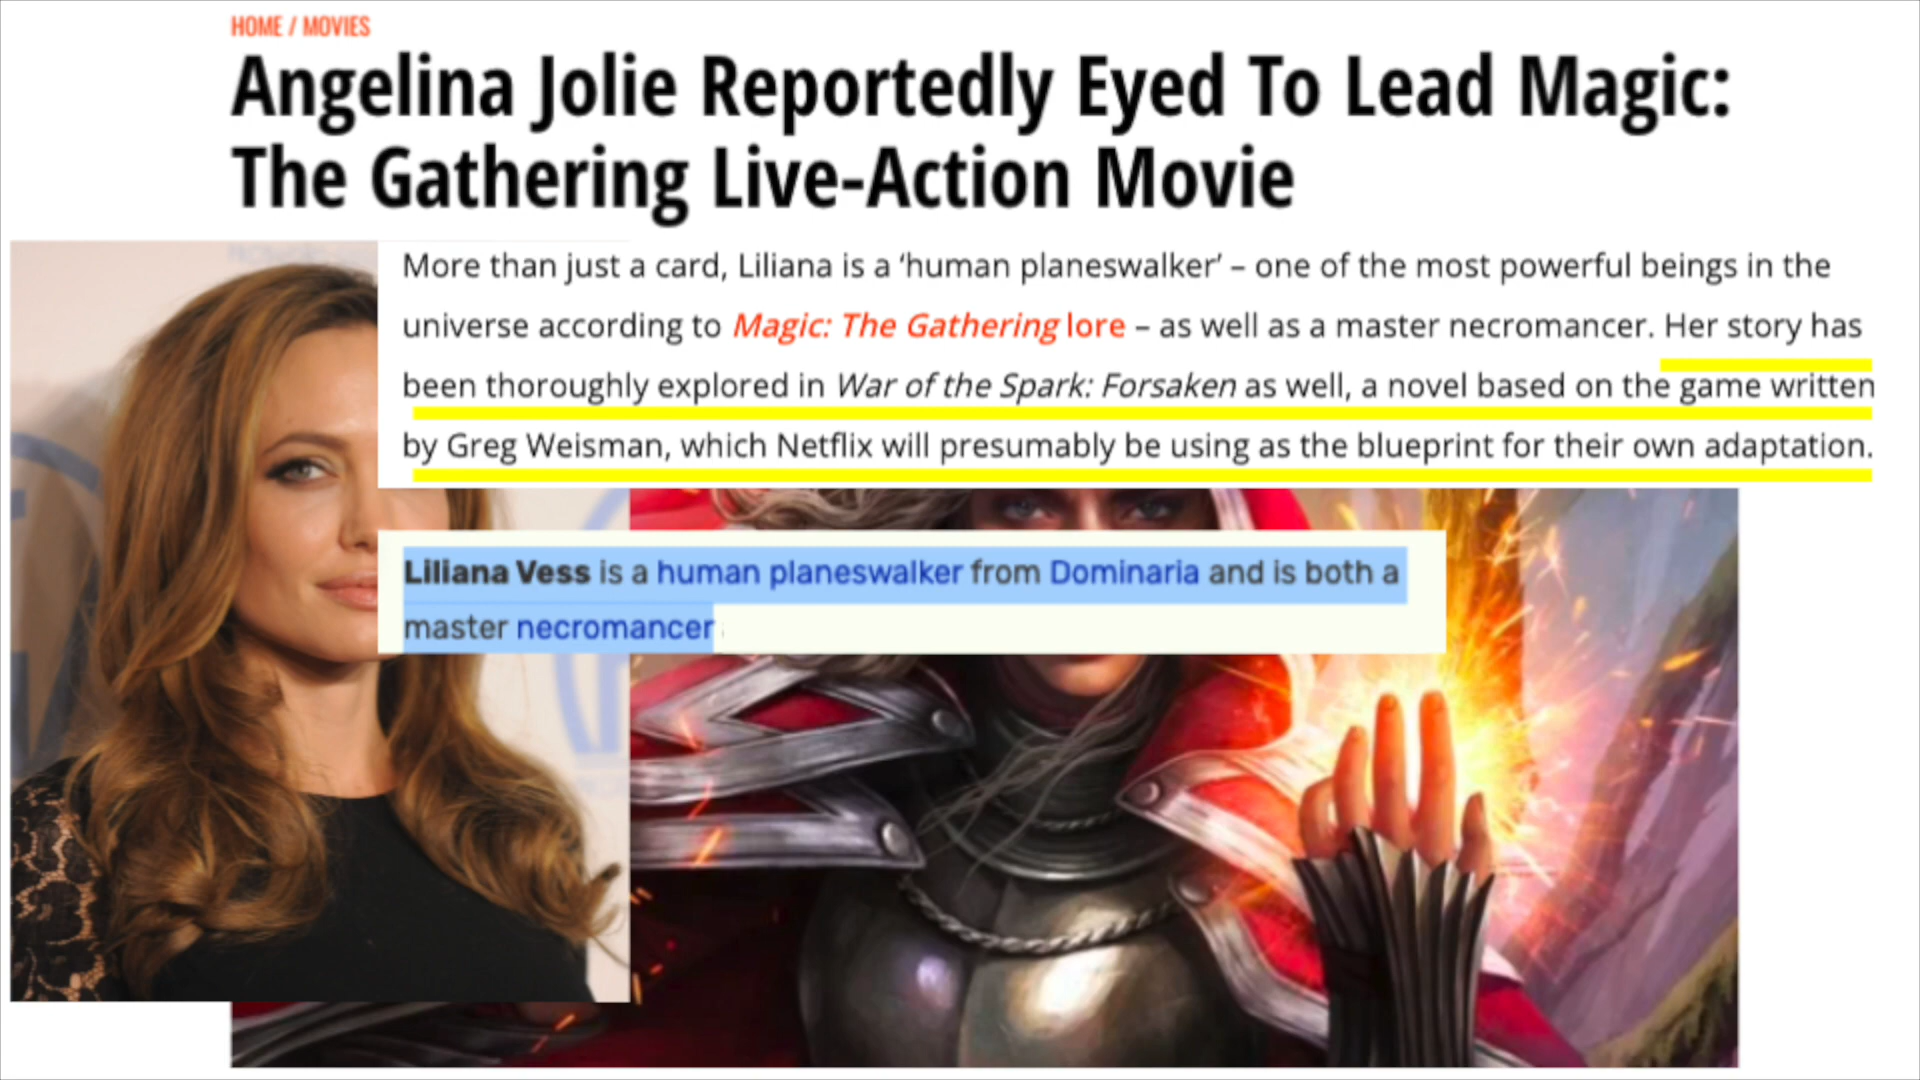 HOME / MOVIES
Angelina Jolie Reportedly Eyed To Lead Magic:
The Gathering Live-Action Movie
More than just a card, Liliana is a ‘human planeswalker’ – one of the most powerful beings in the
universe according to Magic: The Gathering lore – as well as a master necromancer. Her story has
been thoroughly explored in War of the Spark: Forsaken as well, a novel based on the game written
by Greg Weisman, which Netflix will presumably be using as the blueprint for their own adaptation.
Liliana Vess is a human planeswalker from Dominaria and is both a
master necromancer